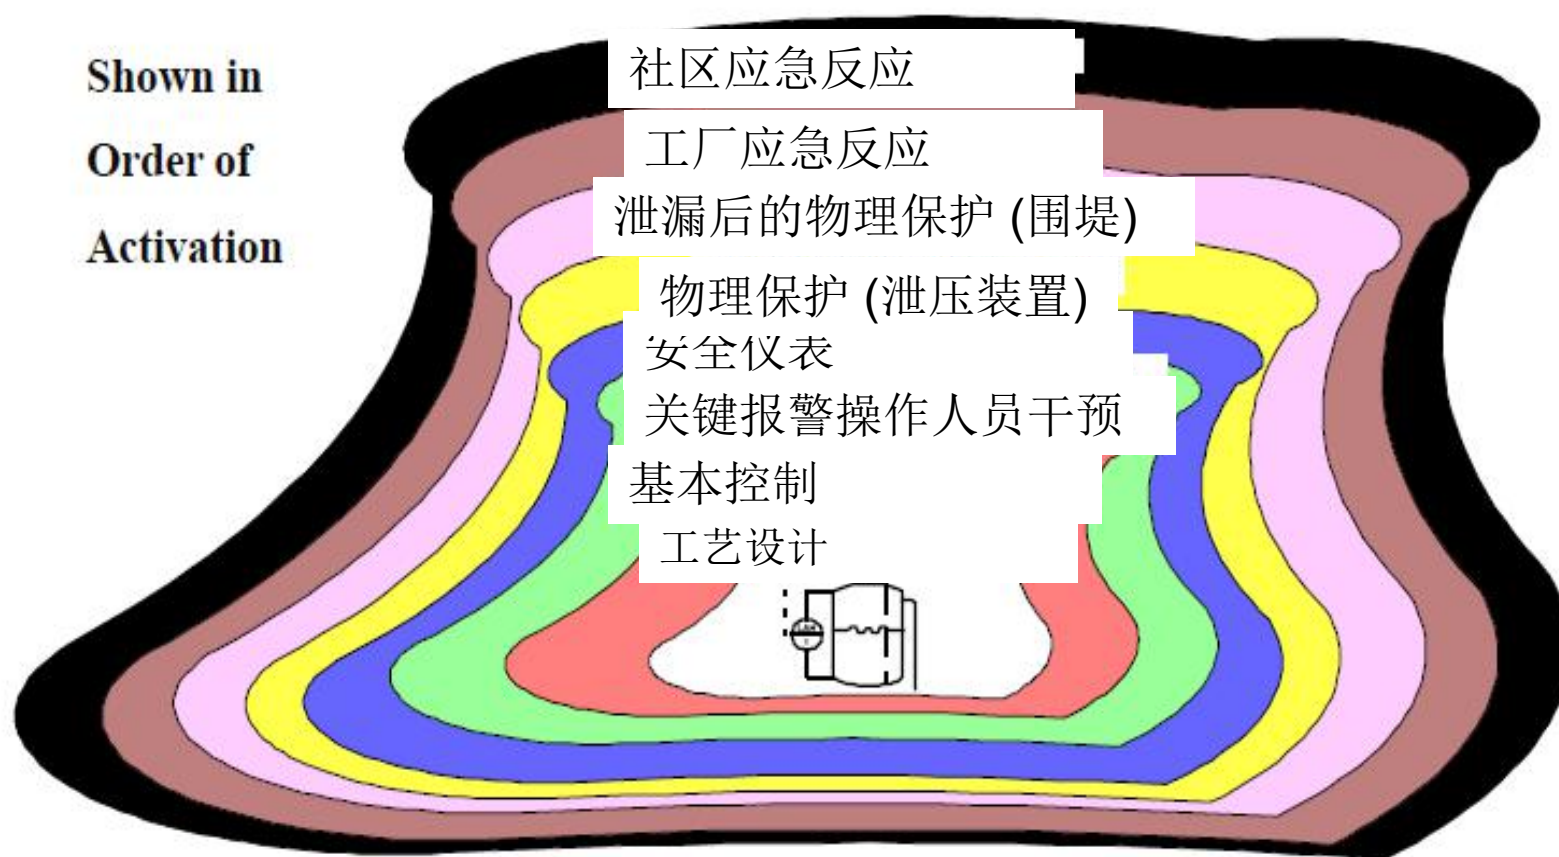 Shown in
Order of
Activation
社区应急反应
工厂应急反应
泄漏后的物理保护 (围堤)
物理保护 (泄压装置)
安全仪表
关键报警操作人员干预
基本控制
工艺设计